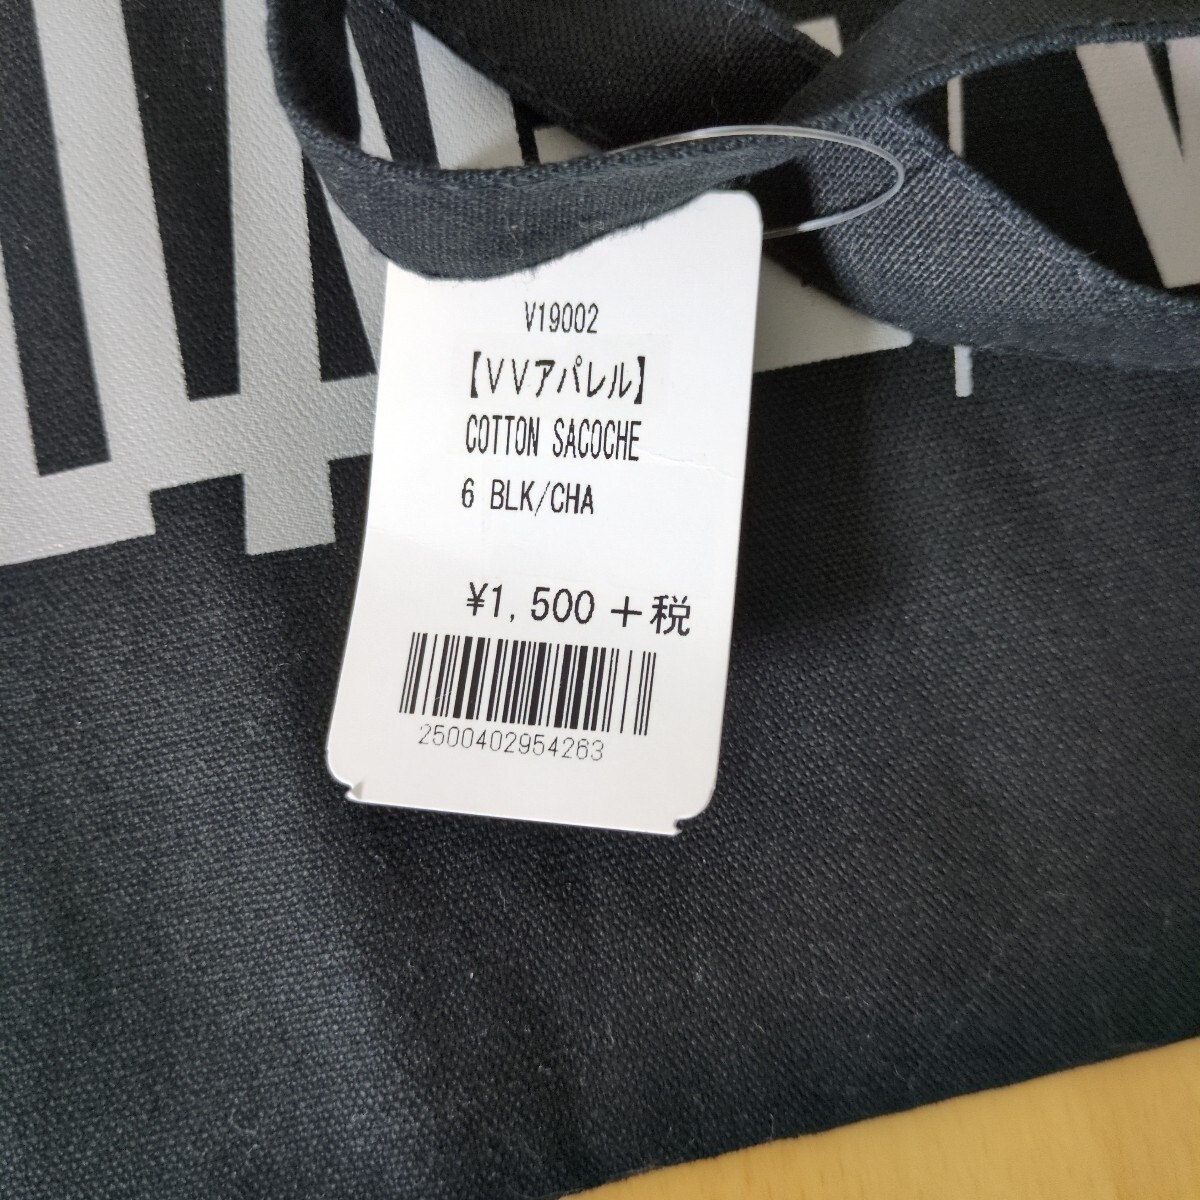 V19002
【VVアパレル】
COTTON SACOCHE
6 BLK/CHA
¥1,500 +税
2500402954263